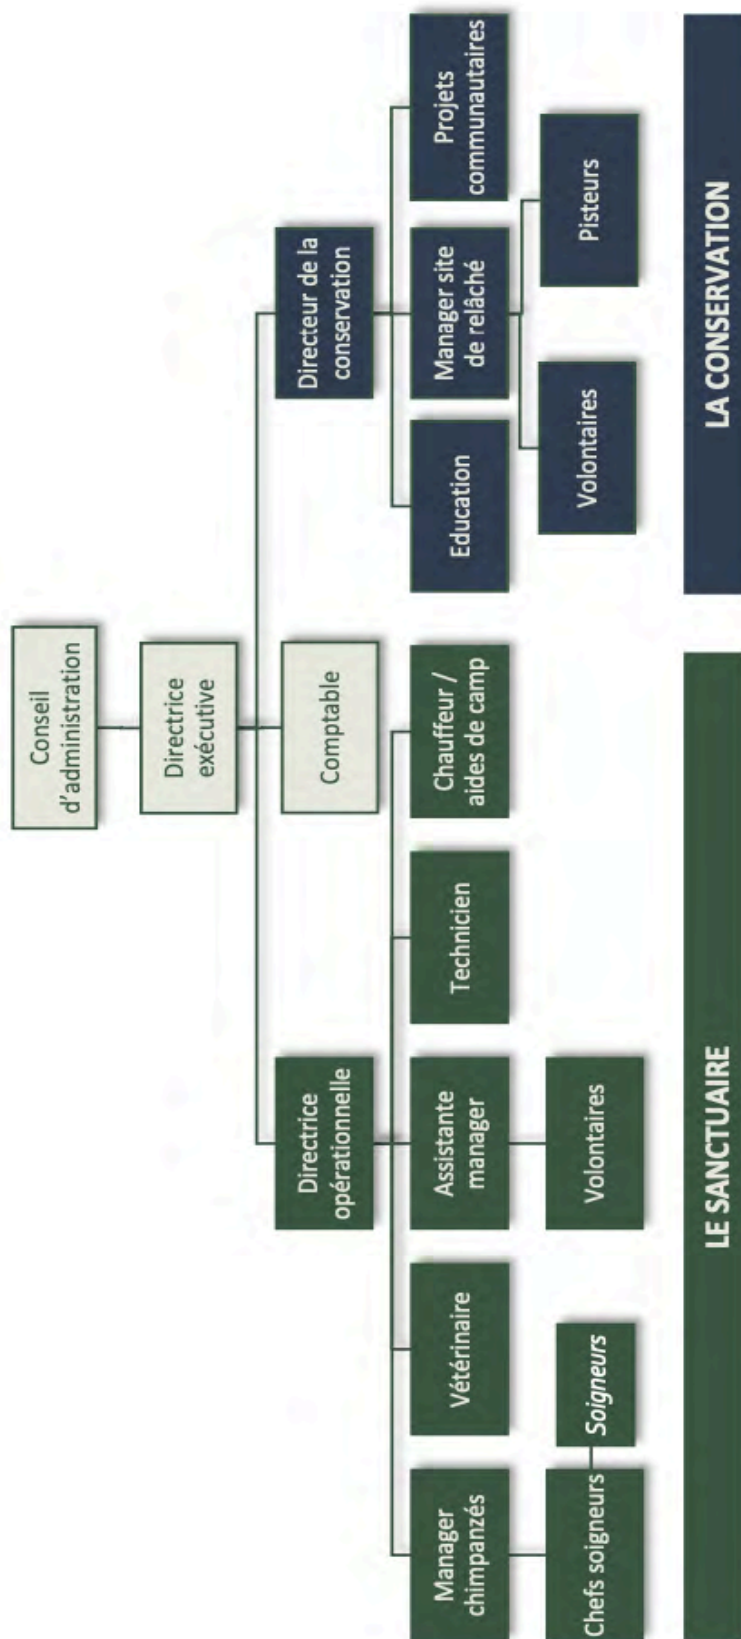 Conseil
d'administration
Directrice
exécutive
Comptable
Directrice
opérationnelle
Directeur de la
conservation
Manager
chimpanzés
Vétérinaire
Assistante
manager
Technicien
Chauffeur /
aides de camp
Education
Manager site
de relâché
Projets
communautaires
Chefs soigneurs
Soigneurs
Volontaires
Volontaires
Pisteurs
LE SANCTUAIRE
LA CONSERVATION